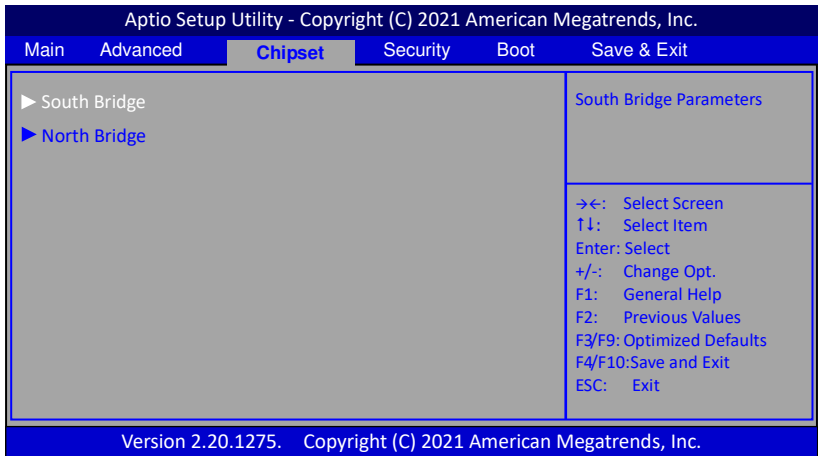 Aptio Setup Utility - Copyright (C) 2021 American Megatrends, Inc.
Main Advanced Chipset Security Boot Save & Exit
► South Bridge
► North Bridge
South Bridge Parameters
→←: Select Screen
↑↓: Select Item
Enter: Select
+/-: Change Opt.
F1: General Help
F2: Previous Values
F3/F9: Optimized Defaults
F4/F10:Save and Exit
ESC: Exit
Version 2.20.1275. Copyright (C) 2021 American Megatrends, Inc.